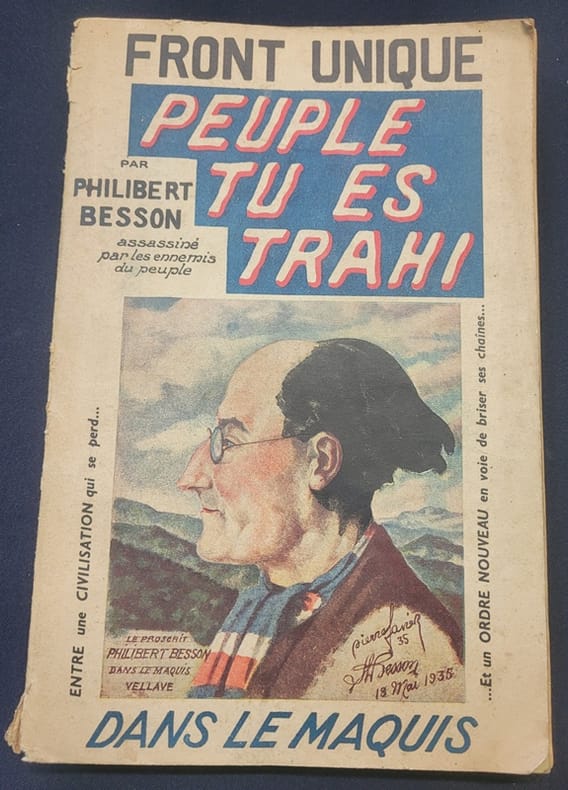 FRONT UNIQUE
PEUPLE
TU ES
TRAHI
PAR
PHILIBERT
BESSON
assassiné
par les ennemis
du peuple
ENTRE une CIVILISATION qui se perd...
...Et un ORDRE NOUVEAU en voie de briser ses chaines...
LE PROSCRIT
PHILIBERT BESSON
DANS LE MAQUIS
VELLAVE
35
Besson
18 Mai 1935
DANS LE MAQUIS